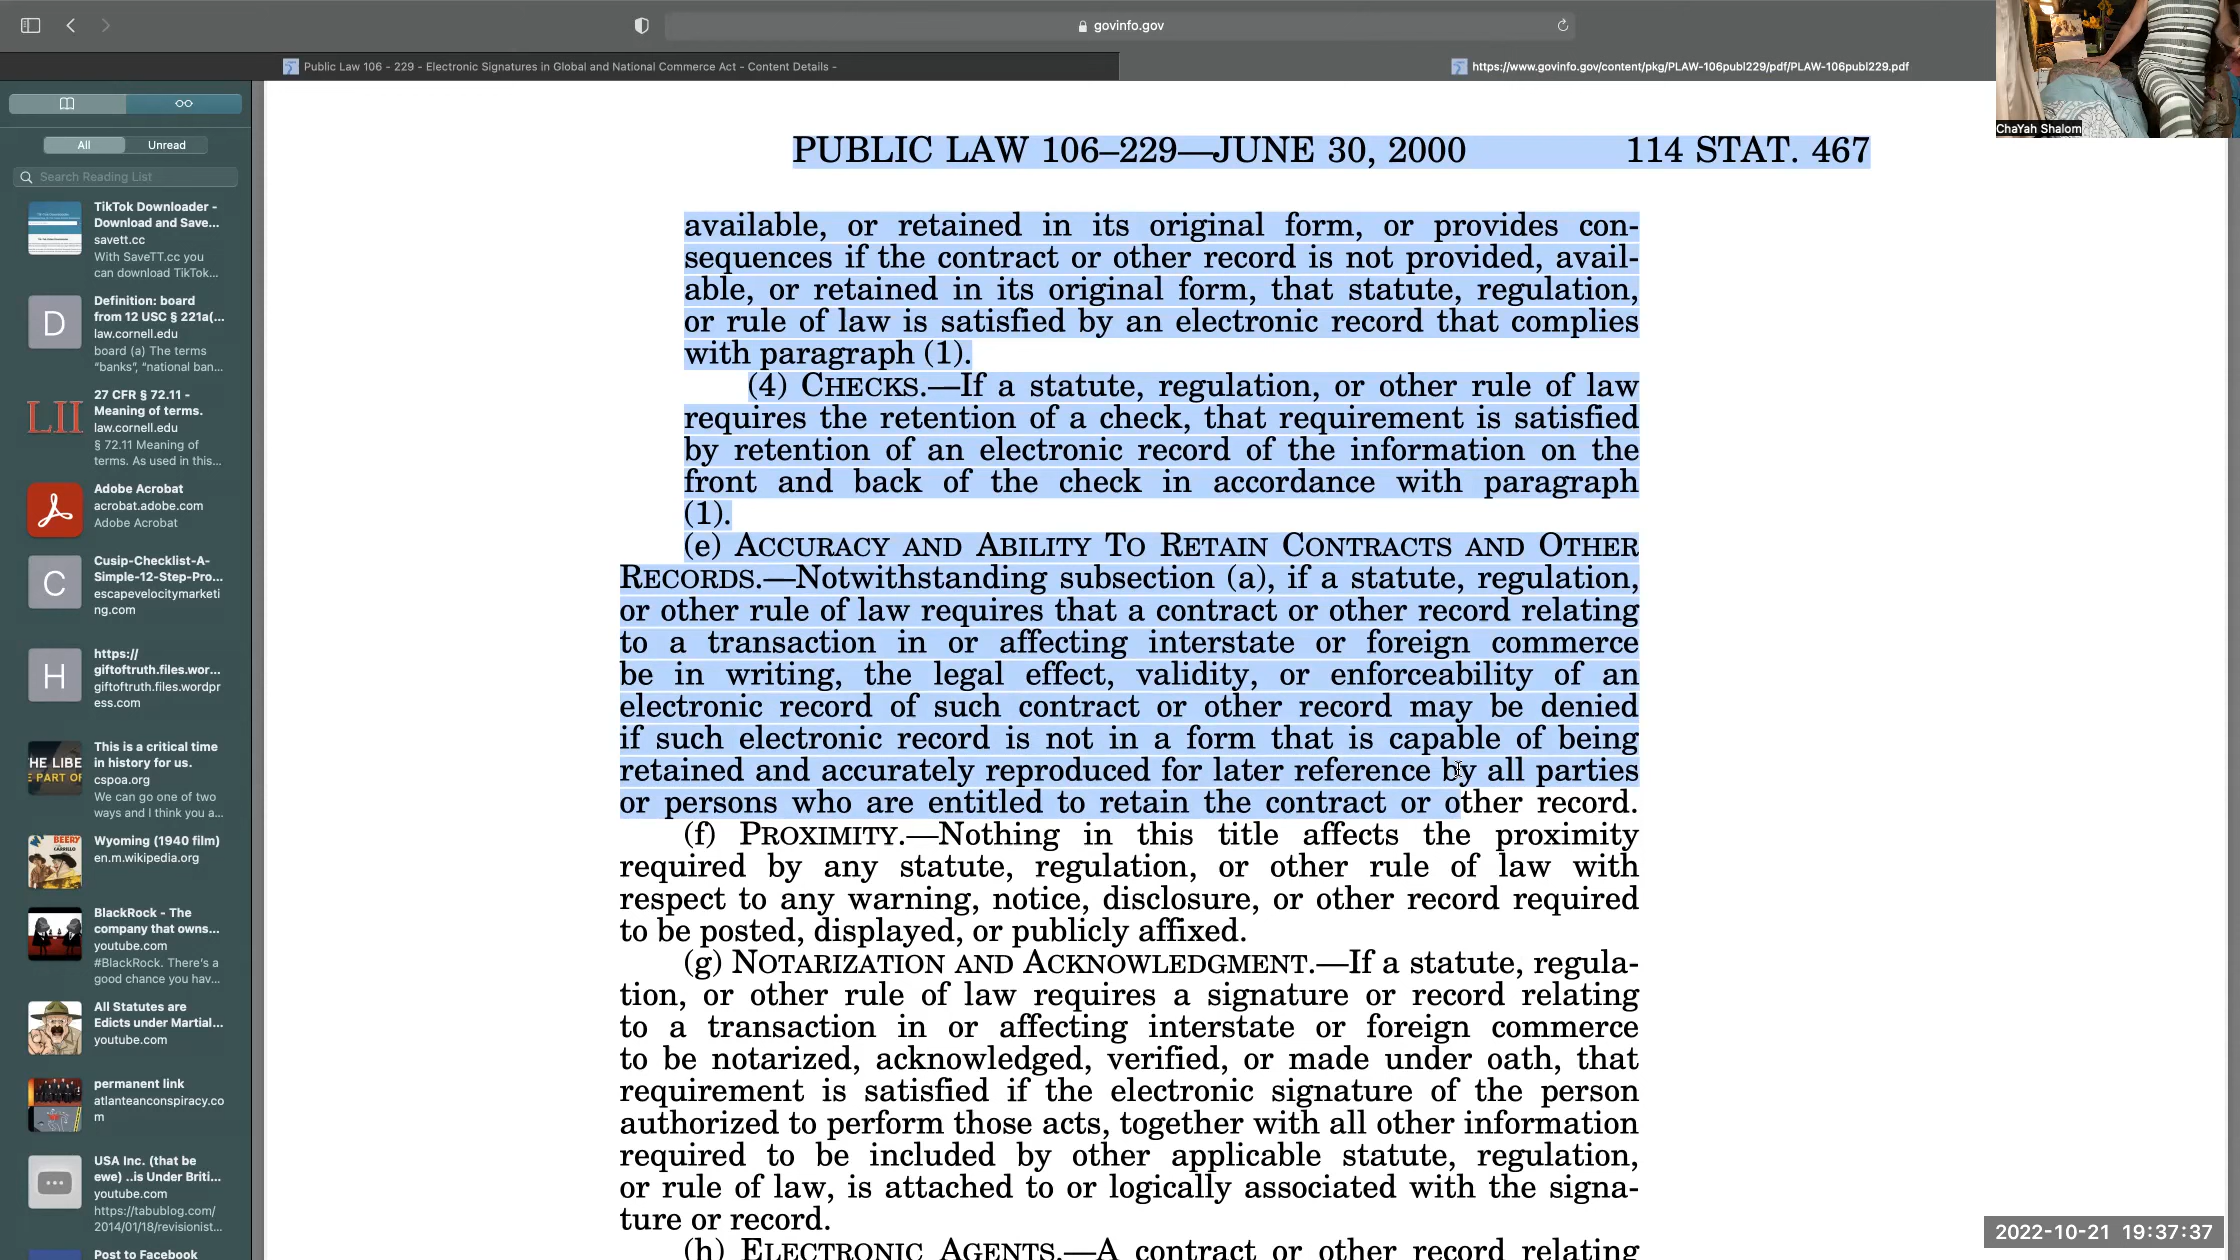 govinfo.gov
Public Law 106 - 229 - Electronic Signatures in Global and National Commerce Act - Content Details -
https://www.govinfo.gov/content/pkg/PLAW-106publ229/pdf/PLAW-106publ229.pdf
ChaYah Shalom
All
Unread
Search Reading List
TikTok Downloader -
Download and Save...
savett.cc
With SaveTT.cc you
can download TikTok...
D
Definition: board
from 12 USC § 221a(...
law.cornell.edu
board (a) The terms
“banks”, “national ban...
LII
27 CFR § 72.11 -
Meaning of terms.
law.cornell.edu
§ 72.11 Meaning of
terms. As used in this...
Adobe Acrobat
acrobat.adobe.com
Adobe Acrobat
C
Cusip-Checklist-A-
Simple-12-Step-Pro...
escapevelocitymarketi
ng.com
H
https://
giftoftruth.files.wor...
giftoftruth.files.wordpr
ess.com
HE LIBE
E PART OF
This is a critical time
in history for us.
cspoa.org
We can go one of two
ways and I think you a...
BEERY
Wyoming (1940 film)
en.m.wikipedia.org
BlackRock - The
company that owns...
youtube.com
#BlackRock. There's a
good chance you hav...
All Statutes are
Edicts under Martial...
youtube.com
permanent link
atlanteanconspiracy.co
m
USA Inc. (that be
ewe) ..is Under Briti...
youtube.com
https://tabublog.com/
2014/01/18/revisionist...
Post to Facebook
PUBLIC LAW 106–229—JUNE 30, 2000 114 STAT. 467
available, or retained in its original form, or provides con-
sequences if the contract or other record is not provided, avail-
able, or retained in its original form, that statute, regulation,
or rule of law is satisfied by an electronic record that complies
with paragraph (1).
(4) CHECKS.—If a statute, regulation, or other rule of law
requires the retention of a check, that requirement is satisfied
by retention of an electronic record of the information on the
front and back of the check in accordance with paragraph
(1).
(e) ACCURACY AND ABILITY TO RETAIN CONTRACTS AND OTHER
RECORDS.—Notwithstanding subsection (a), if a statute, regulation,
or other rule of law requires that a contract or other record relating
to a transaction in or affecting interstate or foreign commerce
be in writing, the legal effect, validity, or enforceability of an
electronic record of such contract or other record may be denied
if such electronic record is not in a form that is capable of being
retained and accurately reproduced for later reference by all parties
or persons who are entitled to retain the contract or other record.
(f) PROXIMITY.—Nothing in this title affects the proximity
required by any statute, regulation, or other rule of law with
respect to any warning, notice, disclosure, or other record required
to be posted, displayed, or publicly affixed.
(g) NOTARIZATION AND ACKNOWLEDGMENT.—If a statute, regula-
tion, or other rule of law requires a signature or record relating
to a transaction in or affecting interstate or foreign commerce
to be notarized, acknowledged, verified, or made under oath, that
requirement is satisfied if the electronic signature of the person
authorized to perform those acts, together with all other information
required to be included by other applicable statute, regulation,
or rule of law, is attached to or logically associated with the signa-
ture or record.
(h) ELECTRONIC AGENTS.—A contract or other record relating
2022-10-21 19:37:37